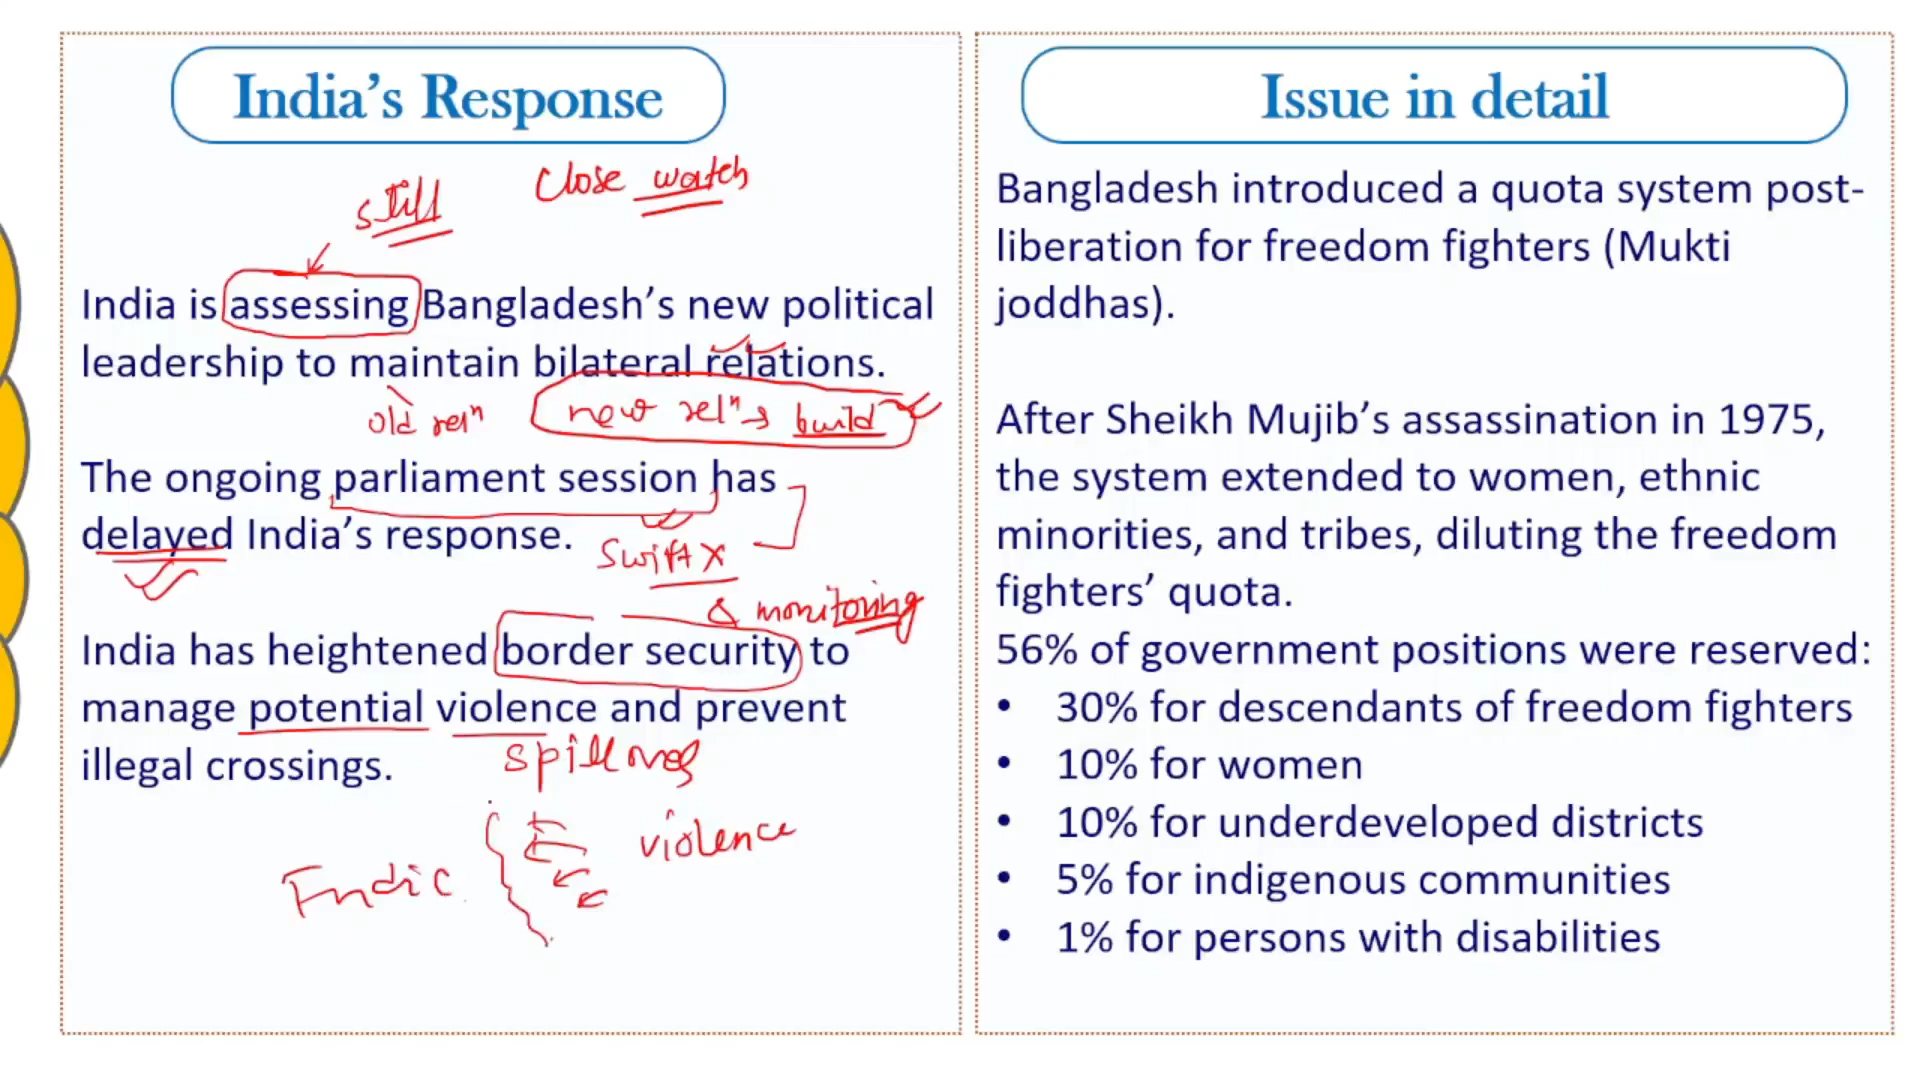 India's Response
close watch
still
India is assessing Bangladesh's new political
leadership to maintain bilateral relations.
old relⁿ new relⁿs build
The ongoing parliament session has
delayed India's response.
swift X
& monitoring
India has heightened border security to
manage potential violence and prevent
illegal crossings.
spillover
violence
Issue in detail
Bangladesh introduced a quota system post-
liberation for freedom fighters (Mukti
joddhas).
After Sheikh Mujib's assassination in 1975,
the system extended to women, ethnic
minorities, and tribes, diluting the freedom
fighters' quota.
56% of government positions were reserved:
• 30% for descendants of freedom fighters
• 10% for women
• 10% for underdeveloped districts
• 5% for indigenous communities
• 1% for persons with disabilities